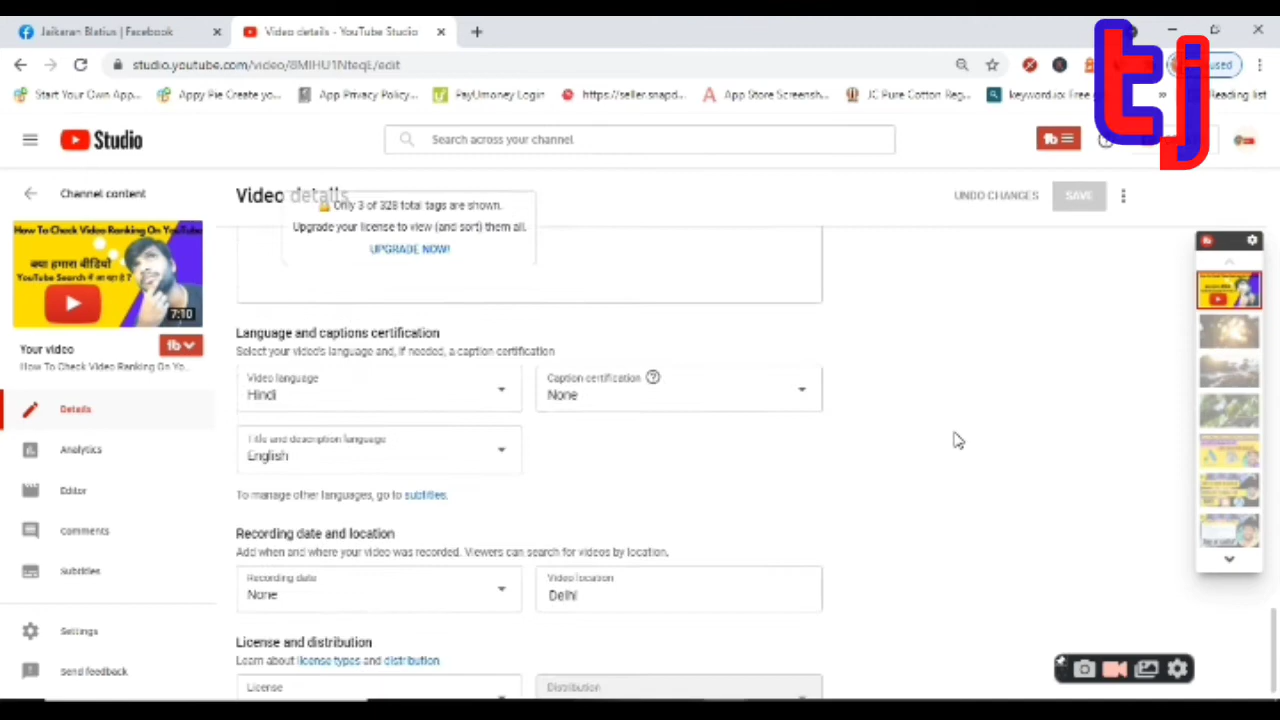 Jaikaran Blatius | Facebook
Video details - YouTube Studio
studio.youtube.com/video/8MlHU1NteqE/edit
Start Your Own App...
Appy Pie Create yo...
App Privacy Policy...
PayUmoney Login
https://seller.snapd...
App Store Screensh...
JC Pure Cotton Reg...
Reading list
tj
Studio
Search across your channel
Channel content
Video details
UNDO CHANGES
SAVE
Only 3 of 328 total tags are shown.
Upgrade your license to view (and sort) them all.
UPGRADE NOW!
How To Check Video Ranking On YouTube
क्या हमारा वीडियो
YouTube Search में आ रहा है ?
7:10
Your video
How To Check Video Ranking On Yo...
Details
Analytics
Editor
Comments
Subtitles
Settings
Send feedback
Language and captions certification
Select your video's language and, if needed, a caption certification
Video language
Hindi
Caption certification
None
Title and description language
English
To manage other languages, go to subtitles.
Recording date and location
Add when and where your video was recorded. Viewers can search for videos by location.
Recording date
None
Video location
Delhi
License and distribution
Learn about license types and distribution
License
Distribution